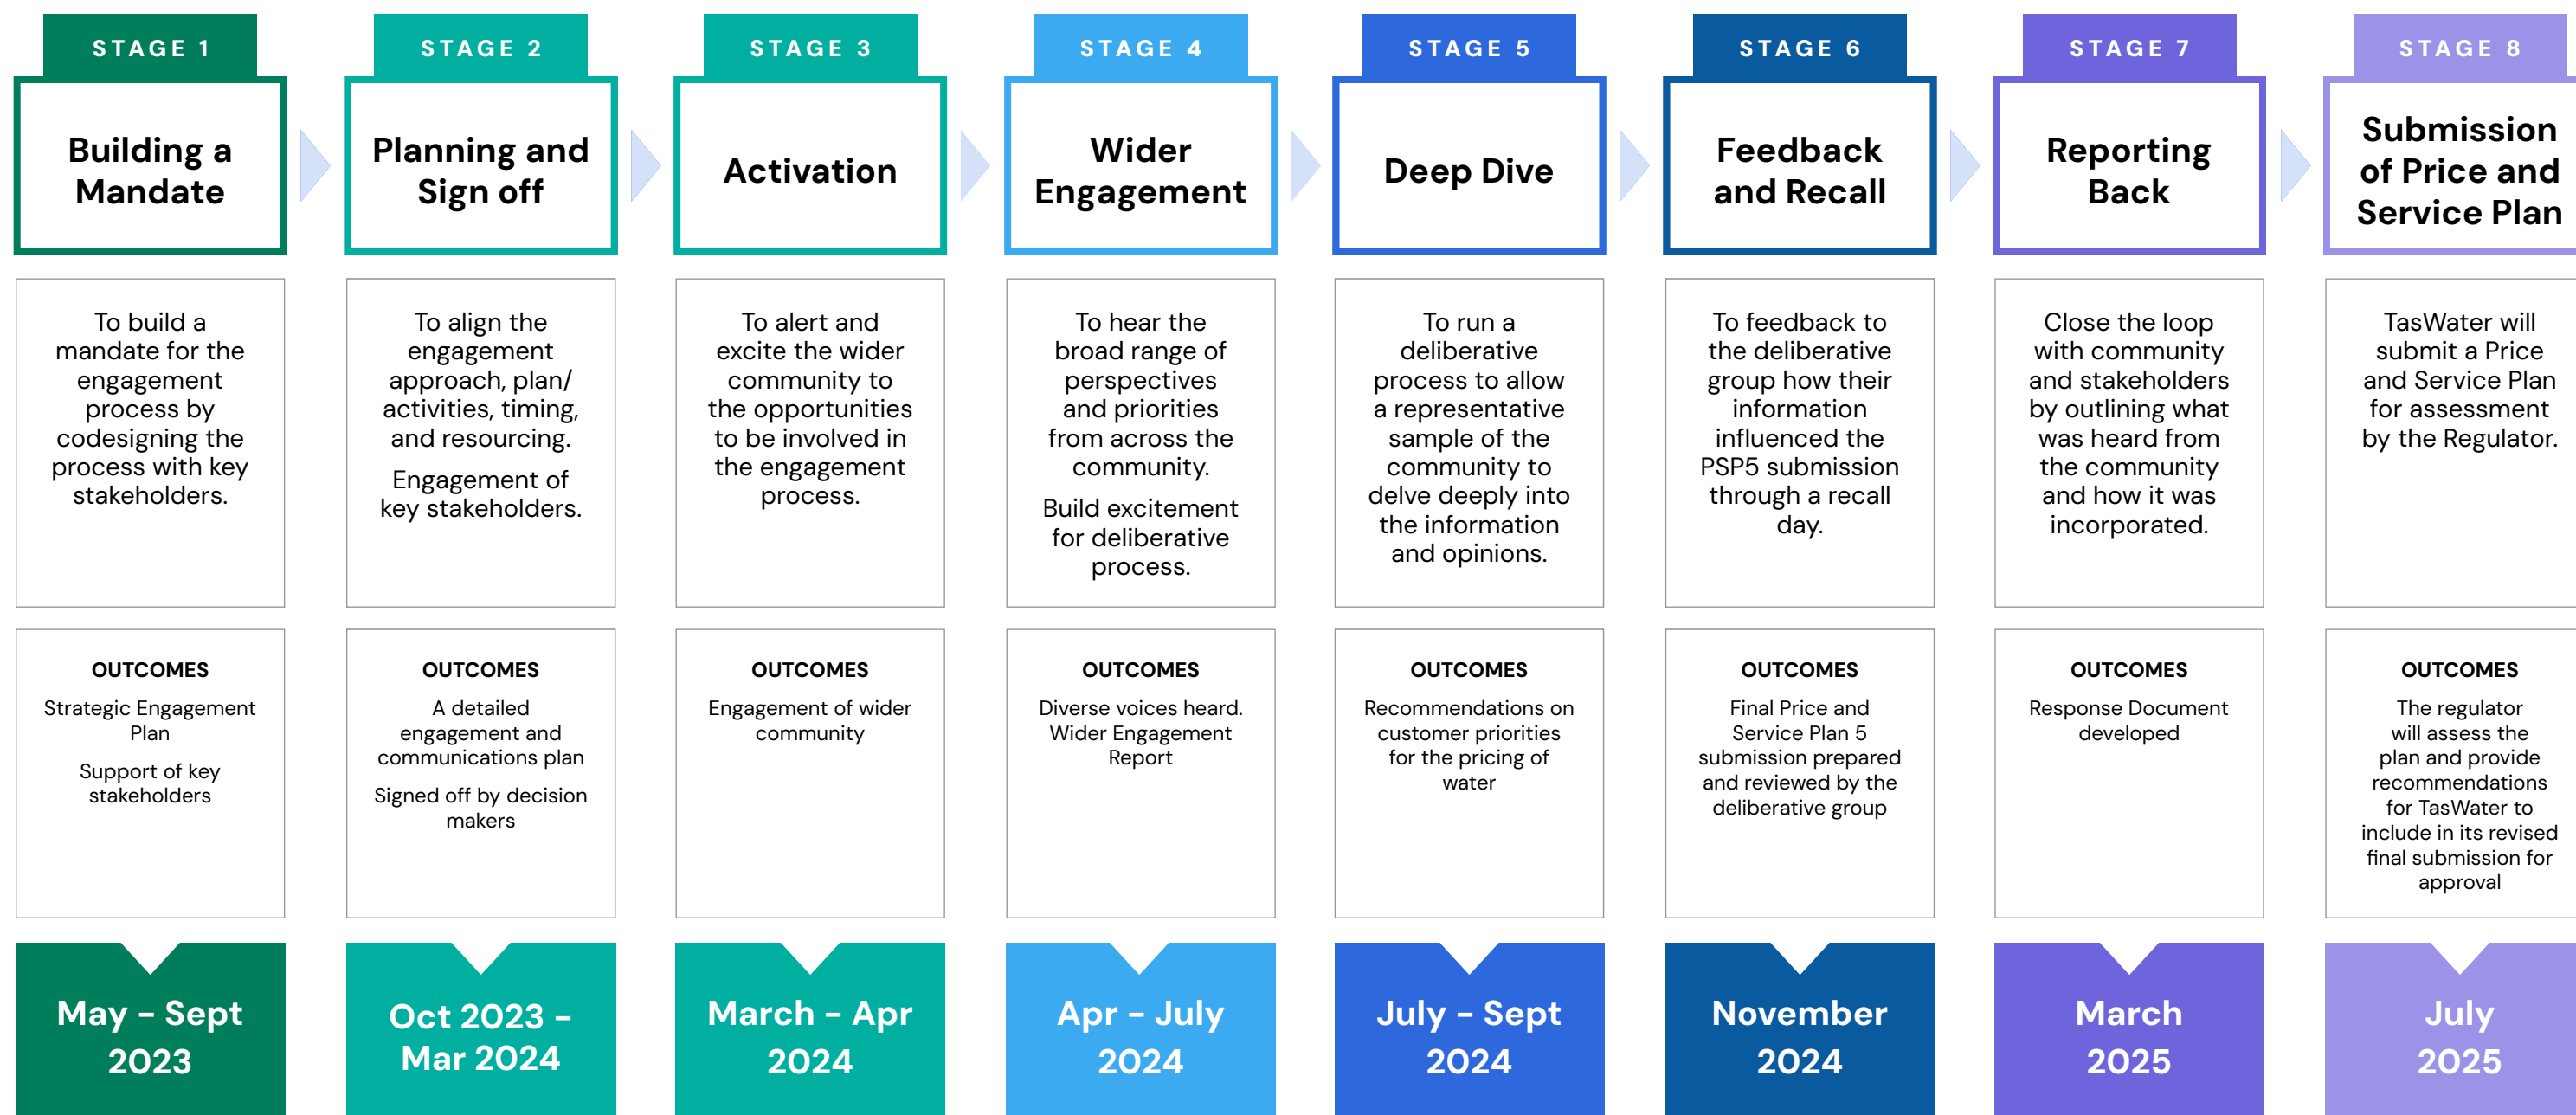 STAGE 1
Building a
Mandate
To build a
mandate for the
engagement
process by
codesigning the
process with key
stakeholders.
OUTCOMES
Strategic Engagement
Plan
Support of key
stakeholders
May – Sept
2023
STAGE 2
Planning and
Sign off
To align the
engagement
approach, plan/
activities, timing,
and resourcing.
Engagement of
key stakeholders.
OUTCOMES
A detailed
engagement and
communications plan
Signed off by decision
makers
Oct 2023 –
Mar 2024
STAGE 3
Activation
To alert and
excite the wider
community to
the opportunities
to be involved in
the engagement
process.
OUTCOMES
Engagement of wider
community
March – Apr
2024
STAGE 4
Wider
Engagement
To hear the
broad range of
perspectives
and priorities
from across the
community.
Build excitement
for deliberative
process.
OUTCOMES
Diverse voices heard.
Wider Engagement
Report
Apr – July
2024
STAGE 5
Deep Dive
To run a
deliberative
process to allow
a representative
sample of the
community to
delve deeply into
the information
and opinions.
OUTCOMES
Recommendations on
customer priorities
for the pricing of
water
July – Sept
2024
STAGE 6
Feedback
and Recall
To feedback to
the deliberative
group how their
information
influenced the
PSP5 submission
through a recall
day.
OUTCOMES
Final Price and
Service Plan 5
submission prepared
and reviewed by the
deliberative group
November
2024
STAGE 7
Reporting
Back
Close the loop
with community
and stakeholders
by outlining what
was heard from
the community
and how it was
incorporated.
OUTCOMES
Response Document
developed
March
2025
STAGE 8
Submission
of Price and
Service Plan
TasWater will
submit a Price
and Service Plan
for assessment
by the Regulator.
OUTCOMES
The regulator
will assess the
plan and provide
recommendations
for TasWater to
include in its revised
final submission for
approval
July
2025